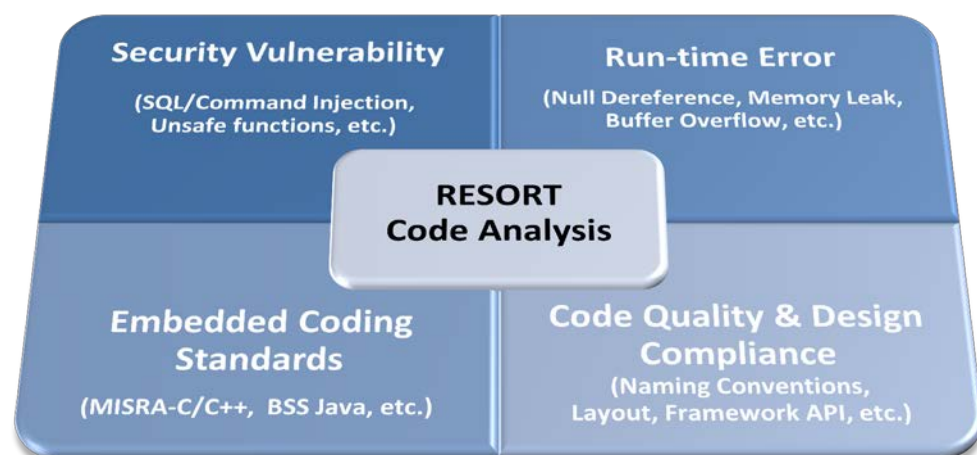 Security Vulnerability
(SQL/Command Injection,
Unsafe functions, etc.)
Run-time Error
(Null Dereference, Memory Leak,
Buffer Overflow, etc.)
RESORT
Code Analysis
Embedded Coding
Standards
(MISRA-C/C++, BSS Java, etc.)
Code Quality & Design
Compliance
(Naming Conventions,
Layout, Framework API, etc.)